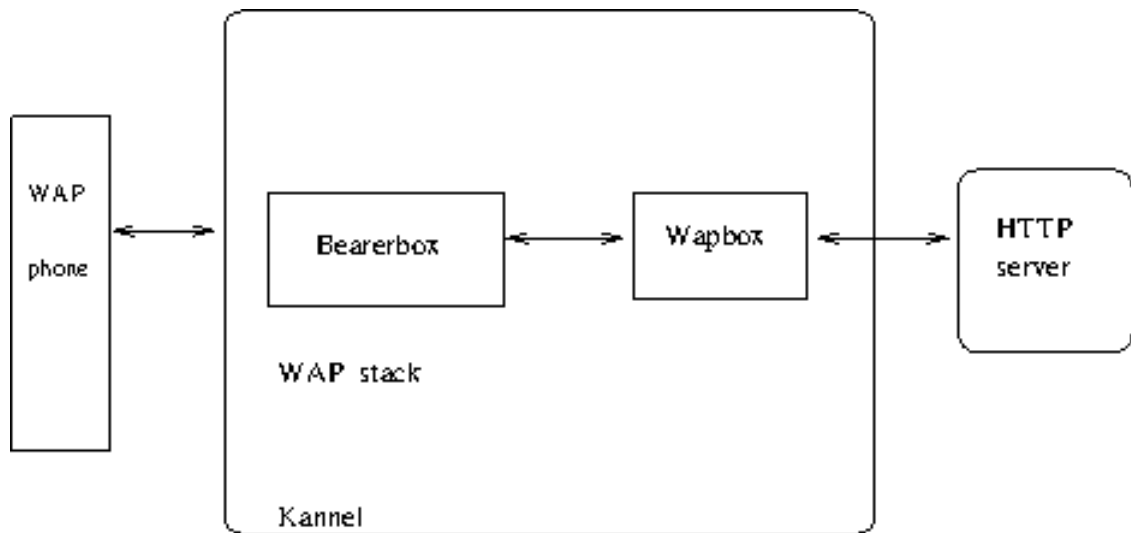 WAP
phone
Bearerbox
Wapbox
HTTP
server
WAP stack
Kannel